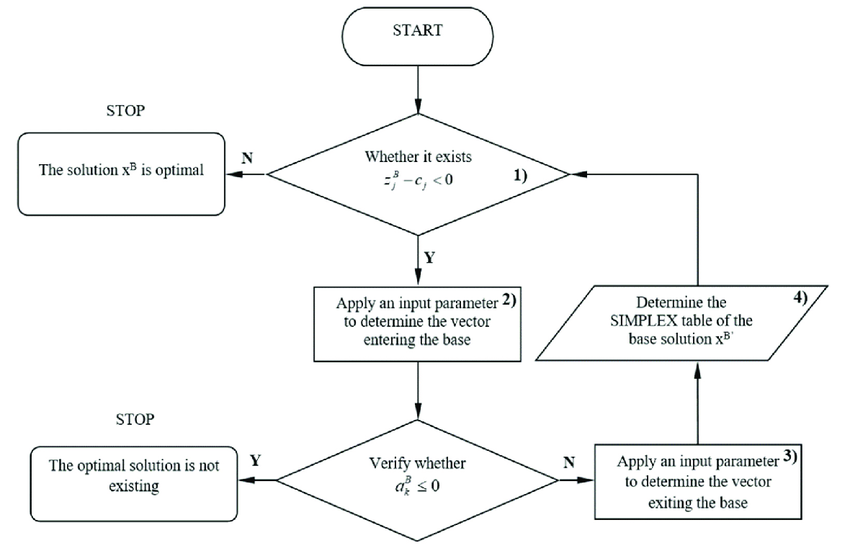 START
STOP
The solution xᴮ is optimal
N
Whether it exists
z_j^B − c_j < 0
1)
Y
Apply an input parameter 2)
to determine the vector
entering the base
Determine the 4)
SIMPLEX table of the
base solution x^B'
STOP
The optimal solution is not
existing
Y
Verify whether
a_k^B ≤ 0
N
Apply an input parameter 3)
to determine the vector
exiting the base